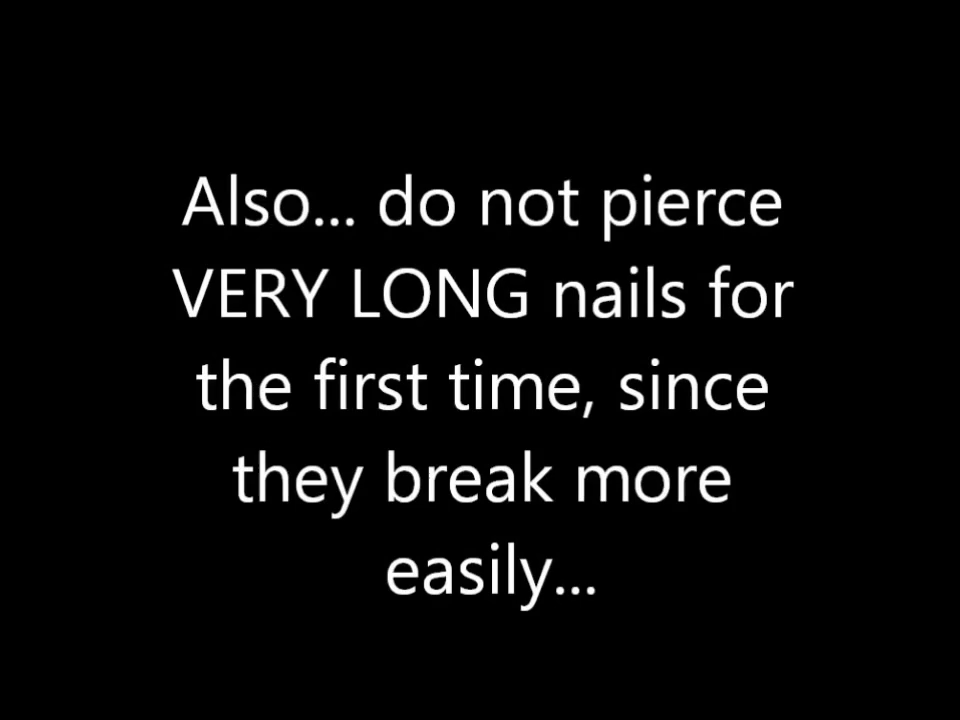 Also... do not pierce
VERY LONG nails for
the first time, since
they break more
easily...